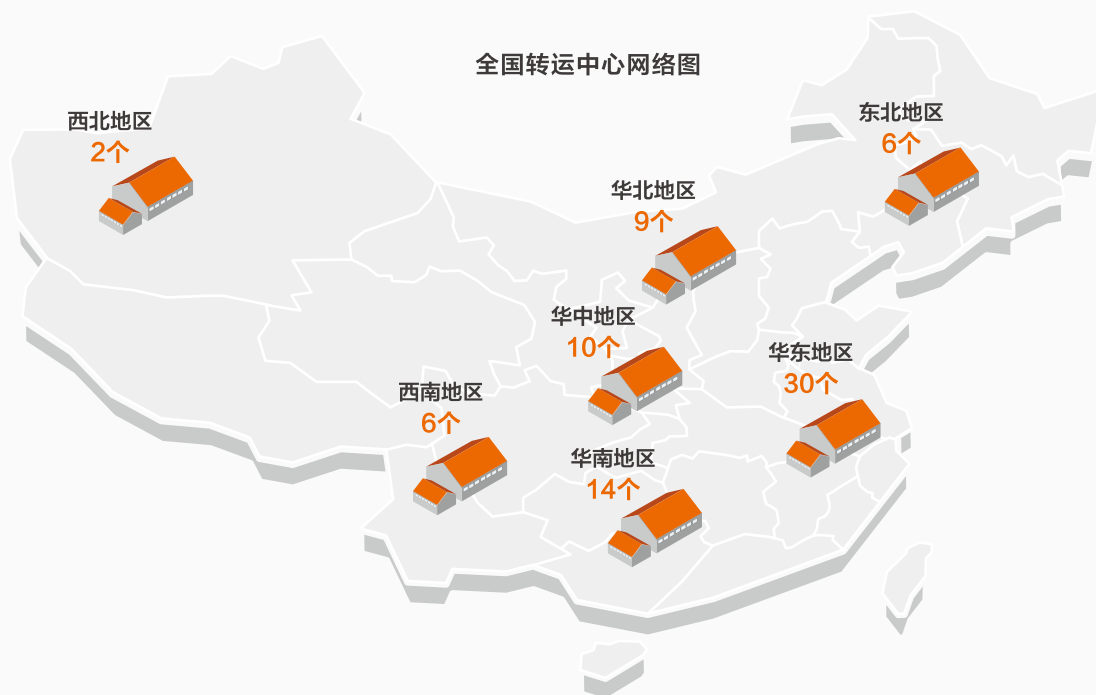 全国转运中心网络图
西北地区
2个
东北地区
6个
华北地区
9个
华中地区
10个
华东地区
30个
西南地区
6个
华南地区
14个